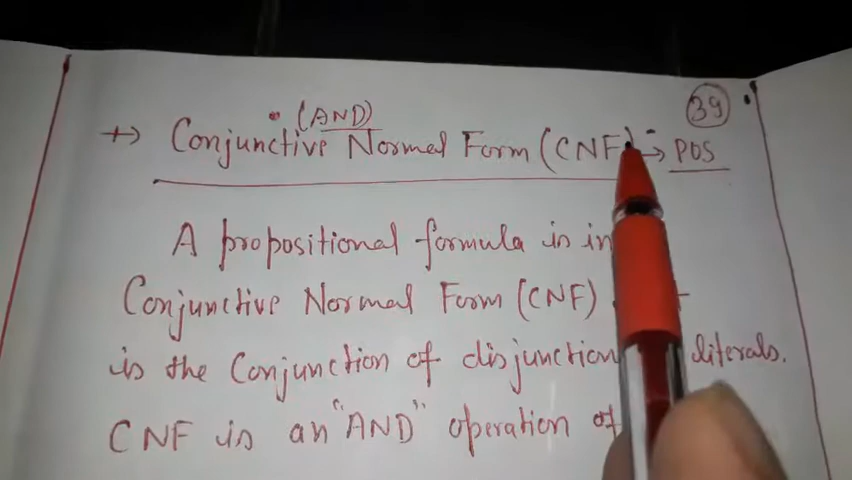 39
(AND)
→ Conjunctive Normal Form (CNF) → POS
A propositional formula is in
Conjunctive Normal Form (CNF)
is the Conjunction of disjunction literals.
CNF is an "AND" operation of